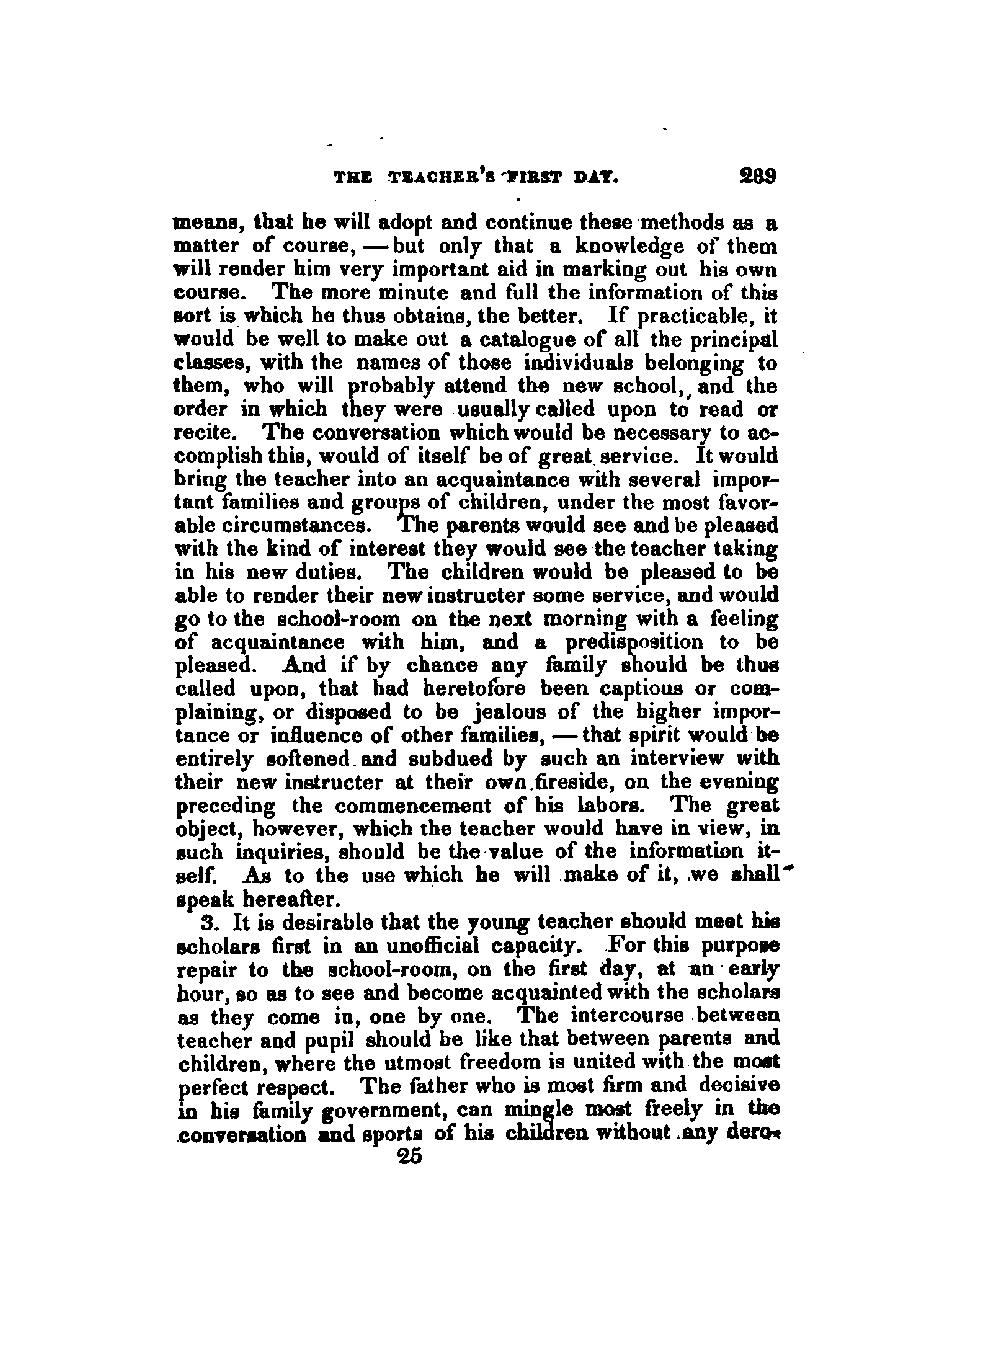 THE TEACHER'S FIRST DAY. 289
means, that he will adopt and continue these methods as a
matter of course, — but only that a knowledge of them
will render him very important aid in marking out his own
course. The more minute and full the information of this
sort is which he thus obtains, the better. If practicable, it
would be well to make out a catalogue of all the principal
classes, with the names of those individuals belonging to
them, who will probably attend the new school, and the
order in which they were usually called upon to read or
recite. The conversation which would be necessary to ac-
complish this, would of itself be of great service. It would
bring the teacher into an acquaintance with several impor-
tant families and groups of children, under the most favor-
able circumstances. The parents would see and be pleased
with the kind of interest they would see the teacher taking
in his new duties. The children would be pleased to be
able to render their new instructer some service, and would
go to the school-room on the next morning with a feeling
of acquaintance with him, and a predisposition to be
pleased. And if by chance any family should be thus
called upon, that had heretofore been captious or com-
plaining, or disposed to be jealous of the higher impor-
tance or influence of other families, — that spirit would be
entirely softened and subdued by such an interview with
their new instructer at their own fireside, on the evening
preceding the commencement of his labors. The great
object, however, which the teacher would have in view, in
such inquiries, should be the value of the information it-
self. As to the use which he will make of it, we shall
speak hereafter.
3. It is desirable that the young teacher should meet his
scholars first in an unofficial capacity. For this purpose
repair to the school-room, on the first day, at an early
hour, so as to see and become acquainted with the scholars
as they come in, one by one. The intercourse between
teacher and pupil should be like that between parents and
children, where the utmost freedom is united with the most
perfect respect. The father who is most firm and decisive
in his family government, can mingle most freely in the
conversation and sports of his children without any dero-
25